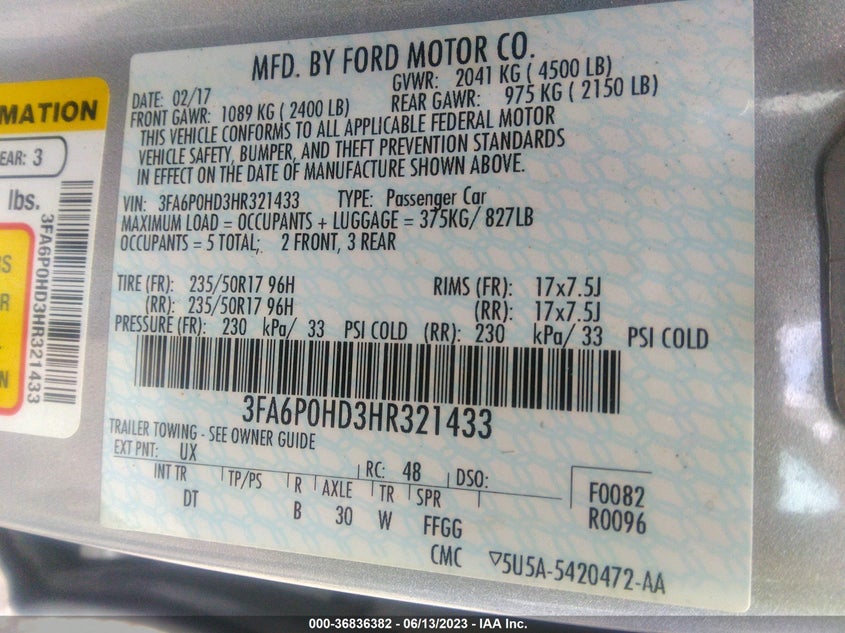 MFD. BY FORD MOTOR CO.
DATE: 02/17 GVWR: 2041 KG ( 4500 LB)
FRONT GAWR: 1089 KG ( 2400 LB) REAR GAWR: 975 KG ( 2150 LB)
THIS VEHICLE CONFORMS TO ALL APPLICABLE FEDERAL MOTOR
VEHICLE SAFETY, BUMPER, AND THEFT PREVENTION STANDARDS
IN EFFECT ON THE DATE OF MANUFACTURE SHOWN ABOVE.
VIN: 3FA6P0HD3HR321433 TYPE: Passenger Car
MAXIMUM LOAD = OCCUPANTS + LUGGAGE = 375KG/ 827LB
OCCUPANTS = 5 TOTAL; 2 FRONT, 3 REAR
TIRE (FR): 235/50R17 96H RIMS (FR): 17x7.5J
(RR): 235/50R17 96H (RR): 17x7.5J
PRESSURE (FR): 230 kPa/ 33 PSI COLD (RR): 230 kPa/ 33 PSI COLD
3FA6P0HD3HR321433
TRAILER TOWING - SEE OWNER GUIDE
EXT PNT: UX RC: 48 DSO:
INT TR TP/PS R AXLE TR SPR
DT B 30 W FFGG
CMC
F0082
R0096
▽5U5A-5420472-AA
MATION
EAR: 3
lbs.
3FA6P0HD3HR321433
RS
R
N
000-36836382 - 06/13/2023 - IAA Inc.